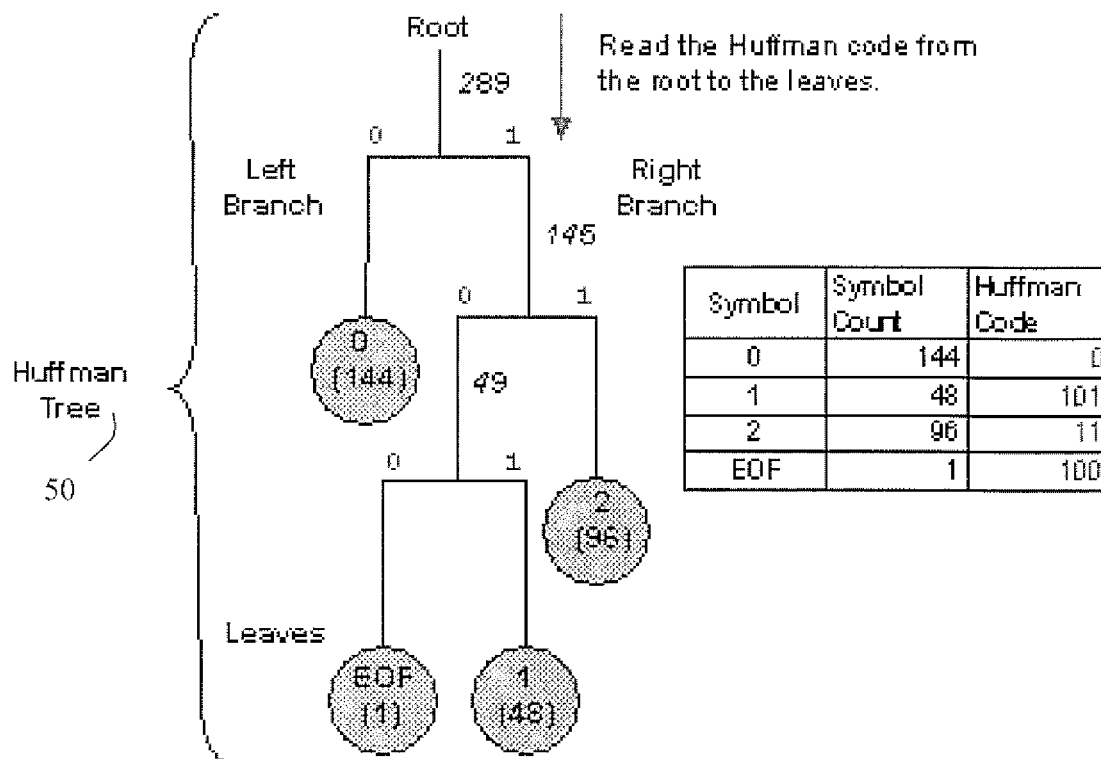 Root
Read the Huffman code from
the root to the leaves.
289
0 1
Left
Branch
Right
Branch
145
0 1
0
(144)
49
Huffman
Tree
50
0 1
2
(96)
Leaves
EOF
(1)
1
(48)
Symbol Symbol Count Huffman Code
0 144 0
1 48 101
2 96 11
EOF 1 100